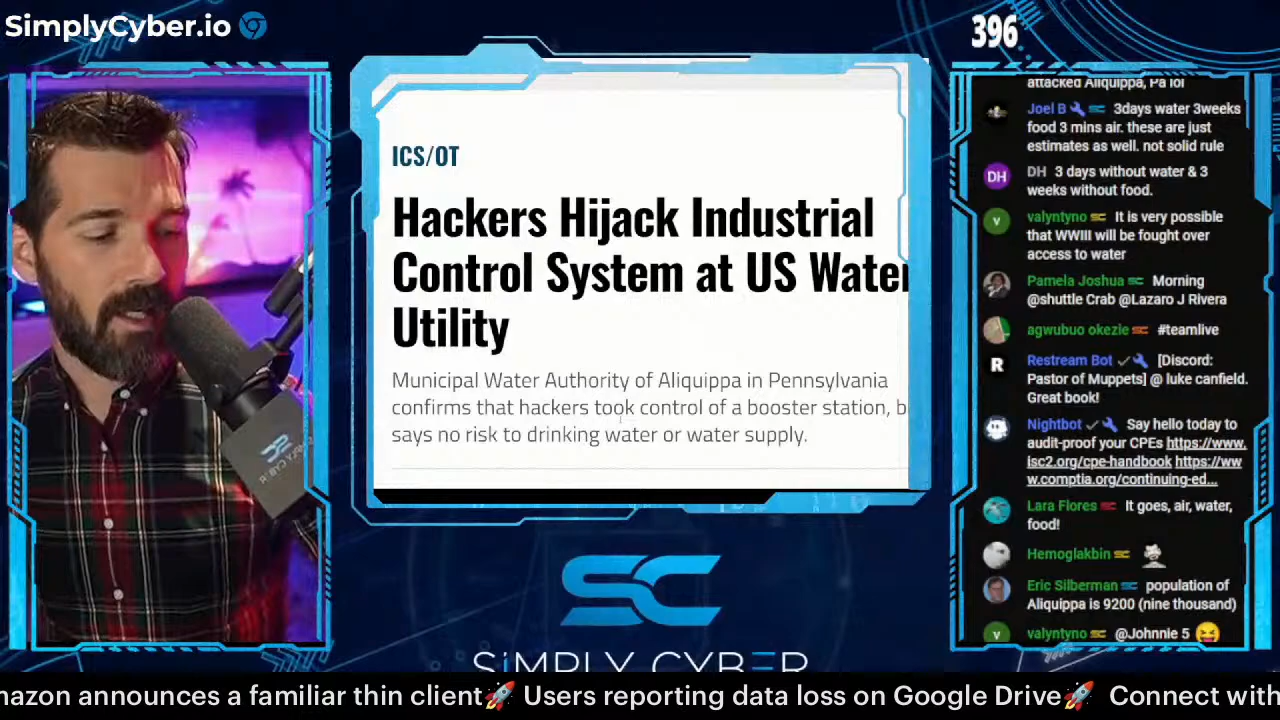 SimplyCyber.io
396
ICS/OT
Hackers Hijack Industrial
Control System at US Water
Utility
Municipal Water Authority of Aliquippa in Pennsylvania
confirms that hackers took control of a booster station, b
says no risk to drinking water or water supply.
SC
SiMPLY CYBER
attacked Aliquippa, Pa lol
Joel B 3days water 3weeks
food 3 mins air. these are just
estimates as well. not solid rule
DH DH 3 days without water & 3
weeks without food.
v valyntyno It is very possible
that WWIII will be fought over
access to water
Pamela Joshua Morning
@shuttle Crab @Lazaro J Rivera
agwubuo okezie #teamlive
R Restream Bot [Discord:
Pastor of Muppets] @ luke canfield.
Great book!
Nightbot Say hello today to
audit-proof your CPEs https://www.
isc2.org/cpe-handbook https://ww
w.comptia.org/continuing-ed...
Lara Flores It goes, air, water,
food!
Hemoglakbin
Eric Silberman population of
Aliquippa is 9200 (nine thousand)
v valyntyno @Johnnie 5
mazon announces a familiar thin client🚀 Users reporting data loss on Google Drive🚀 Connect with